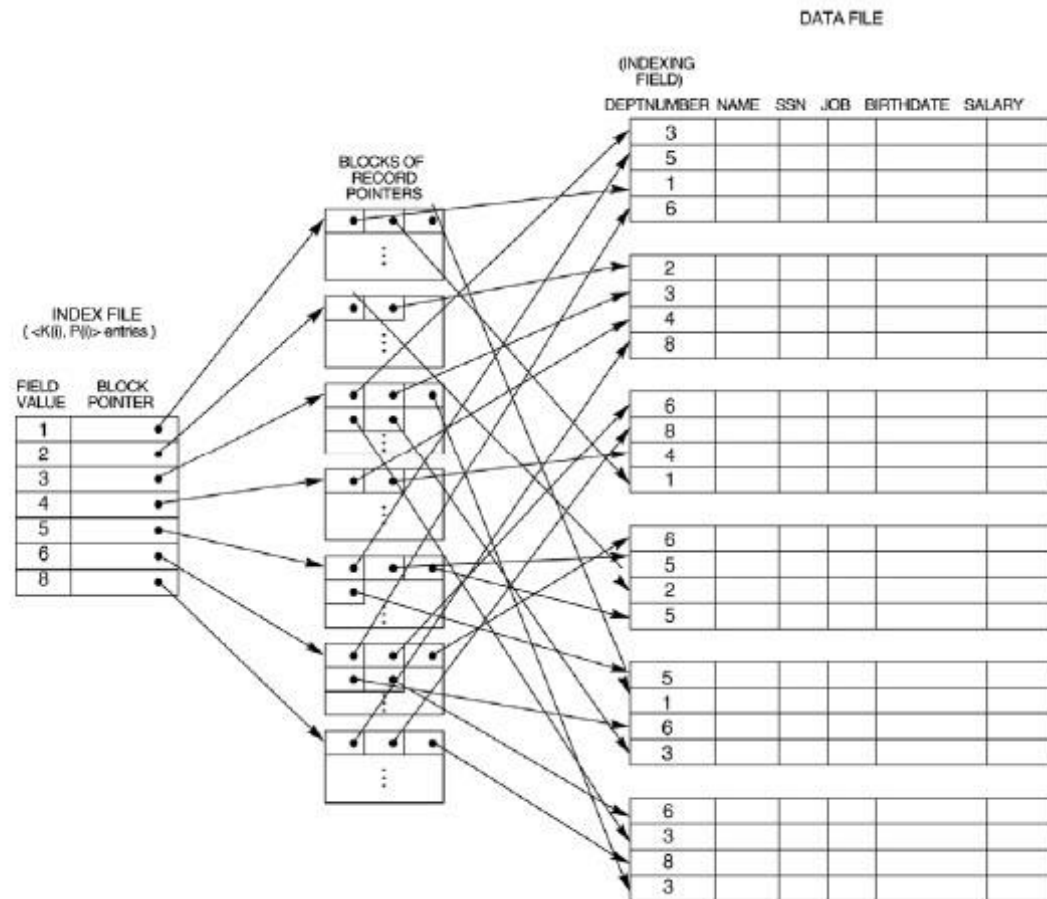 DATA FILE
(INDEXING
FIELD)
DEPTNUMBER NAME SSN JOB BIRTHDATE SALARY
3
5
1
6
2
3
4
8
6
8
4
1
6
5
2
5
5
1
6
3
6
3
8
3
BLOCKS OF
RECORD
POINTERS
INDEX FILE
( <K(i), P(i)> entries )
FIELD
VALUE
BLOCK
POINTER
1
2
3
4
5
6
8